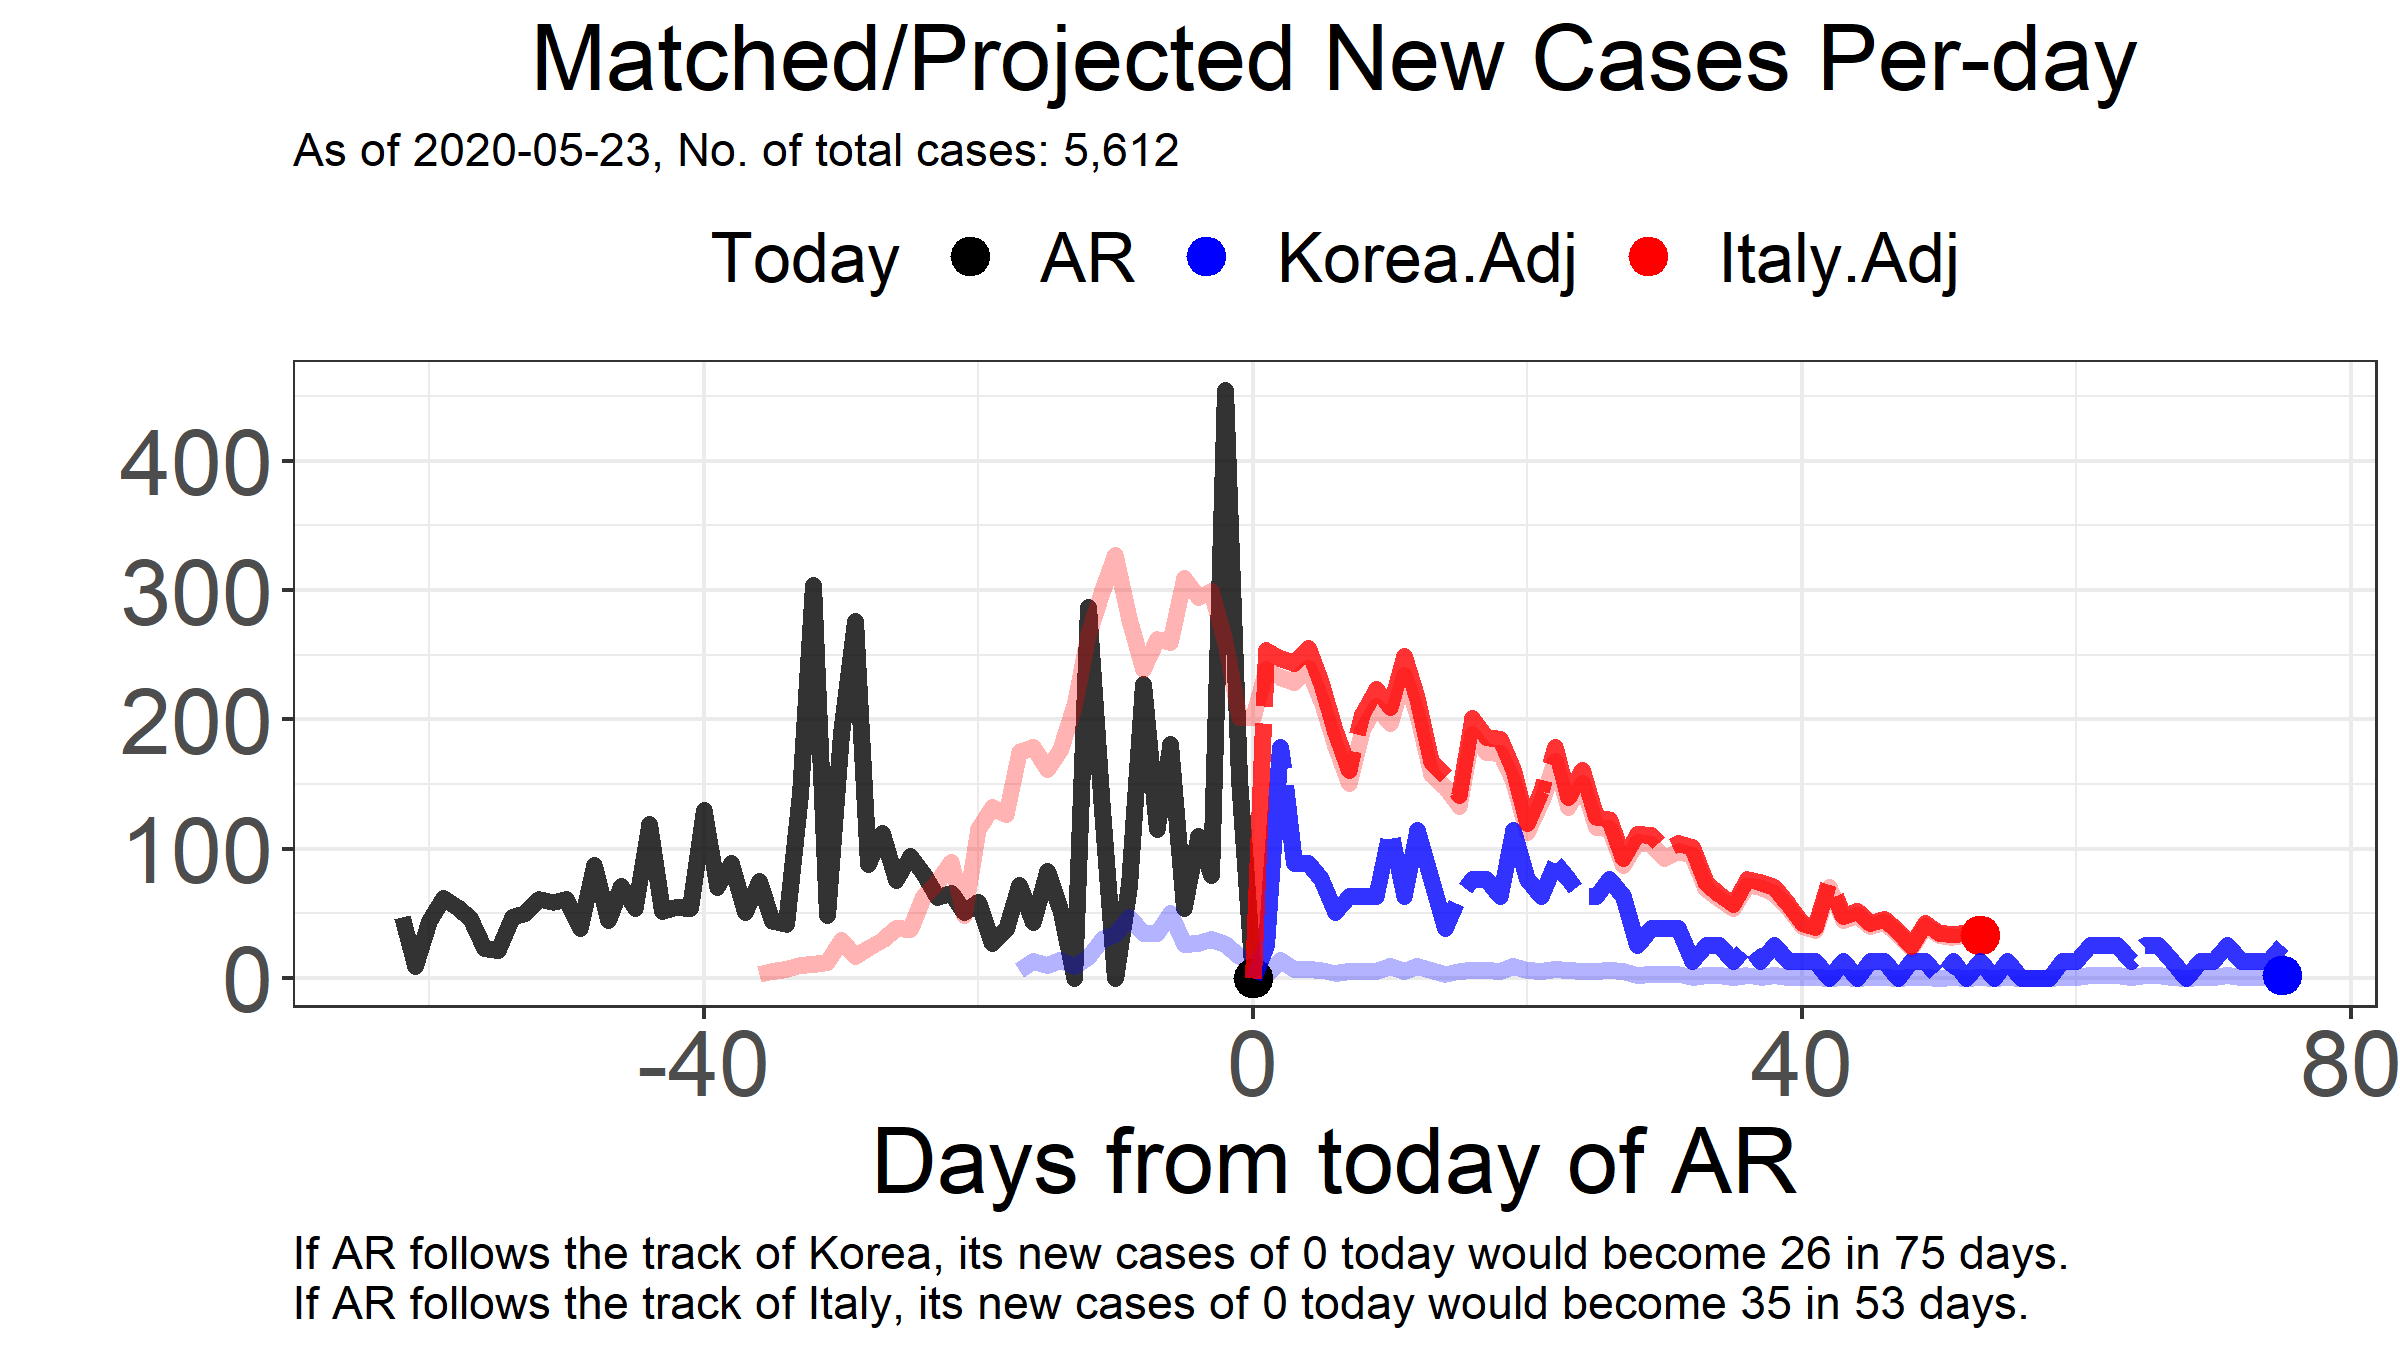 Matched/Projected New Cases Per-day
As of 2020-05-23, No. of total cases: 5,612
Today AR Korea.Adj Italy.Adj
400
300
200
100
0
-40 0 40 80
Days from today of AR
If AR follows the track of Korea, its new cases of 0 today would become 26 in 75 days.
If AR follows the track of Italy, its new cases of 0 today would become 35 in 53 days.